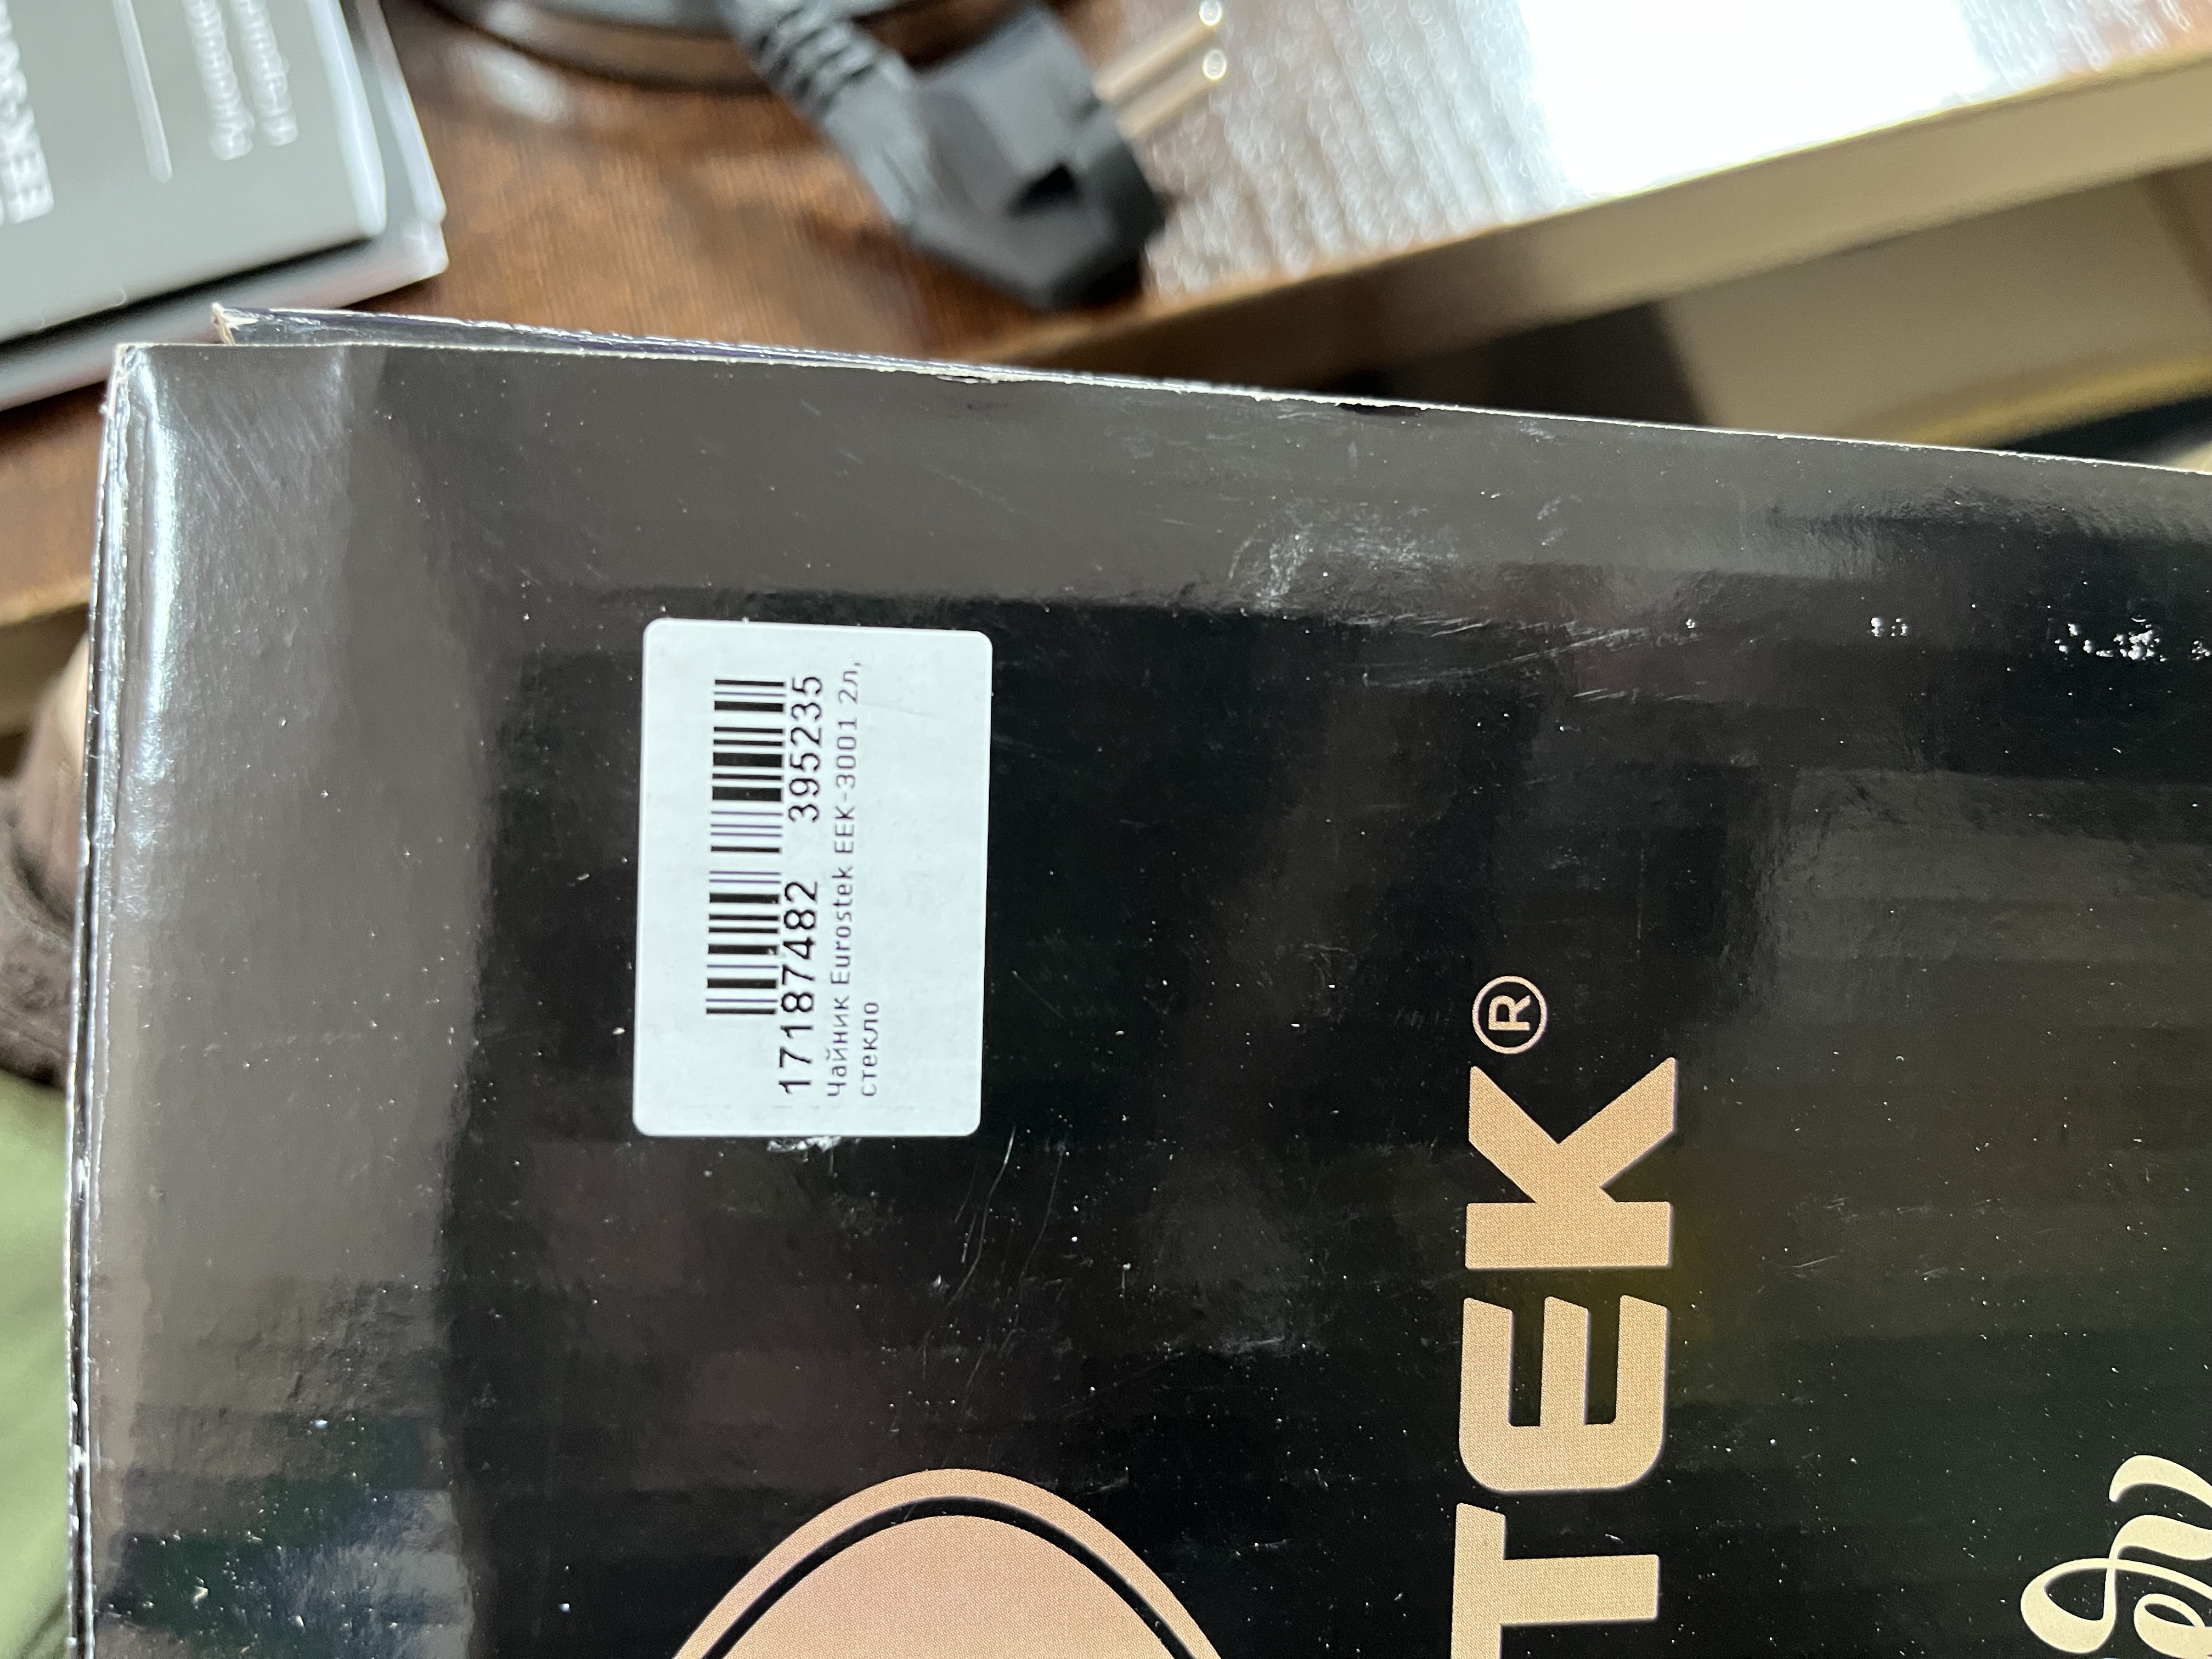 17187482 395235
Чайник Eurostek EEK-3001 2л,
стекло
TEK®